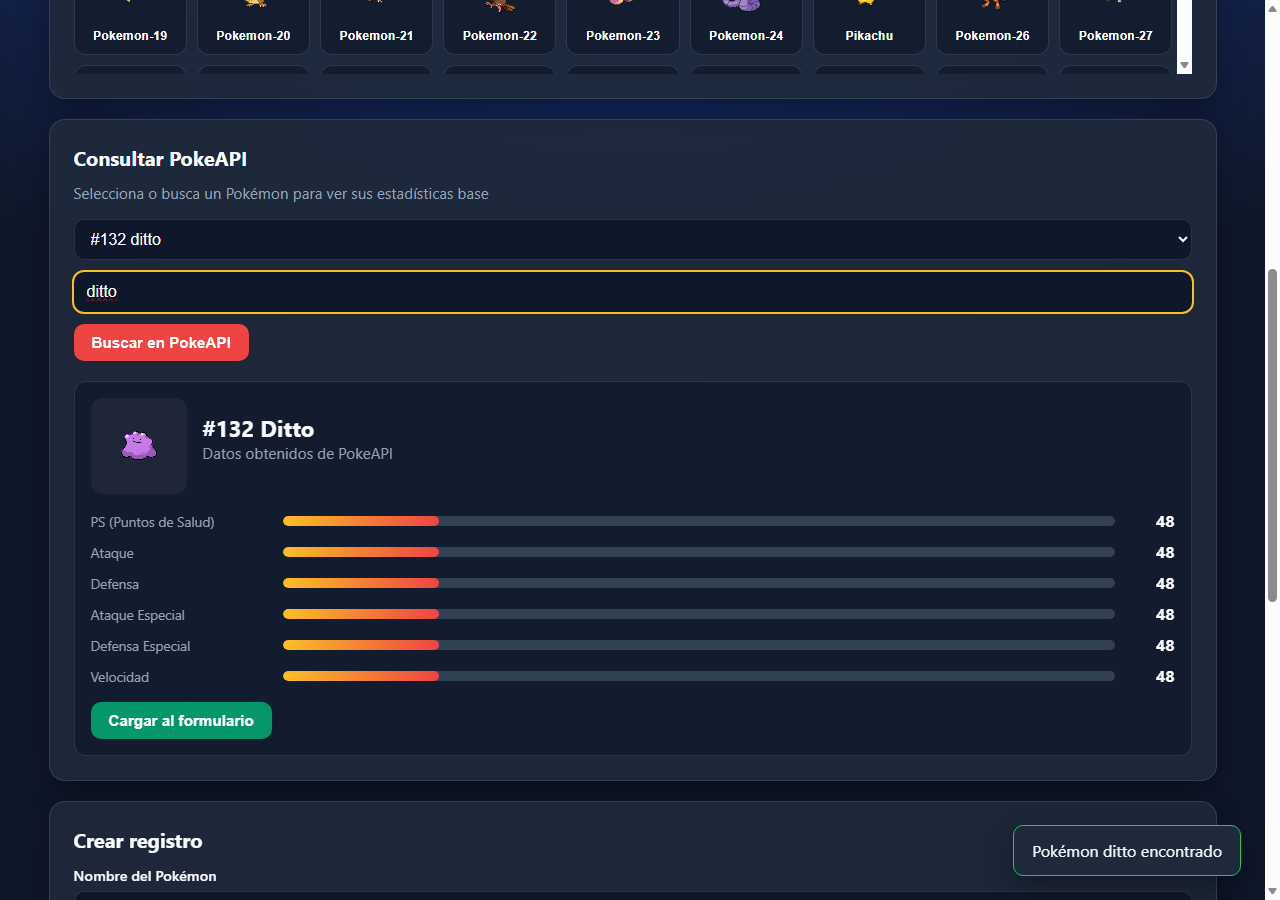 Pokemon-19 Pokemon-20 Pokemon-21 Pokemon-22 Pokemon-23 Pokemon-24 Pikachu Pokemon-26 Pokemon-27
Consultar PokeAPI
Selecciona o busca un Pokémon para ver sus estadísticas base
#132 ditto
ditto
Buscar en PokeAPI
#132 Ditto
Datos obtenidos de PokeAPI
PS (Puntos de Salud) 48
Ataque 48
Defensa 48
Ataque Especial 48
Defensa Especial 48
Velocidad 48
Cargar al formulario
Crear registro
Pokémon ditto encontrado
Nombre del Pokémon